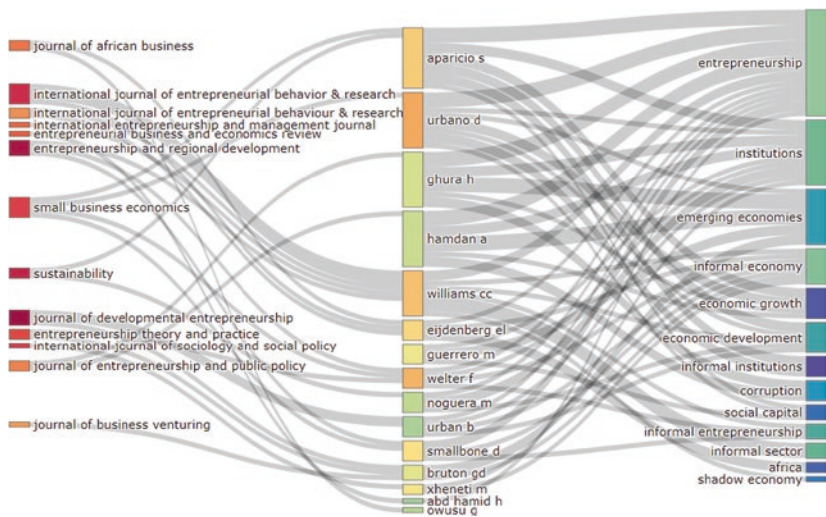 journal of african business
international journal of entrepreneurial behavior & research
international journal of entrepreneurial behaviour & research
international entrepreneurship and management journal
entrepreneurial business and economics review
entrepreneurship and regional development
small business economics
sustainability
journal of developmental entrepreneurship
entrepreneurship theory and practice
international journal of sociology and social policy
journal of entrepreneurship and public policy
journal of business venturing
aparicio s
urbano d
ghura h
hamdan a
williams cc
eijdenberg el
guerrero m
welter f
noguera m
urban b
smallbone d
bruton gd
xheneti m
abd hamid h
owusu g
entrepreneurship
institutions
emerging economies
informal economy
economic growth
economic development
informal institutions
corruption
social capital
informal entrepreneurship
informal sector
africa
shadow economy